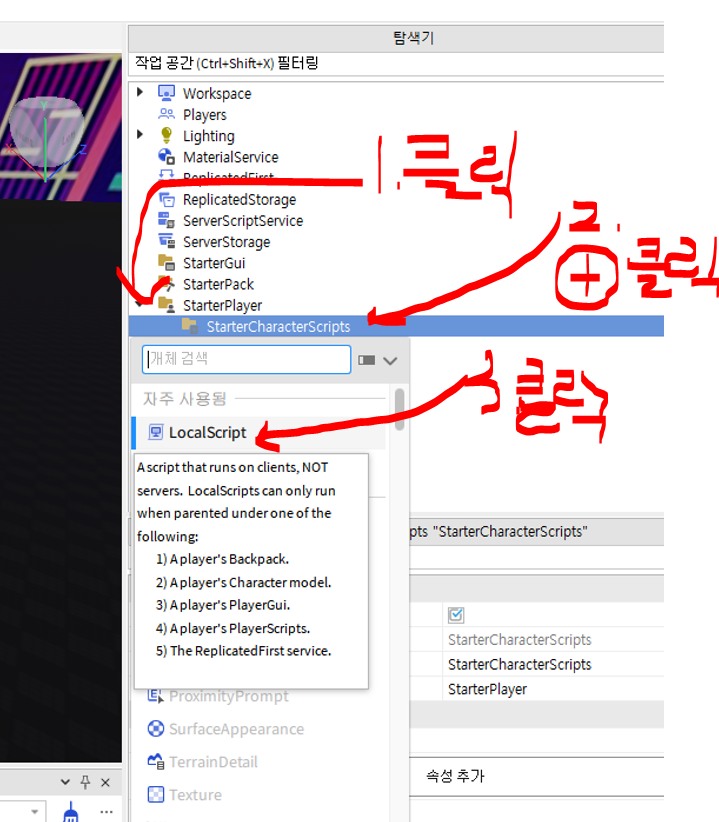 탐색기
작업 공간 (Ctrl+Shift+X) 필터링
Workspace
Players
Lighting
MaterialService
ReplicatedFirst
ReplicatedStorage
ServerScriptService
ServerStorage
StarterGui
StarterPack
StarterPlayer
StarterCharacterScripts
1. 클릭
2.
+ 클릭
개체 검색
자주 사용됨
LocalScript
3 클릭
A script that runs on clients, NOT
servers. LocalScripts can only run
when parented under one of the
following:
1) A player's Backpack.
2) A player's Character model.
3) A player's PlayerGui.
4) A player's PlayerScripts.
5) The ReplicatedFirst service.
ProximityPrompt
SurfaceAppearance
TerrainDetail
Texture
pts "StarterCharacterScripts"
StarterCharacterScripts
StarterCharacterScripts
StarterPlayer
속성 추가
Y
X
Z